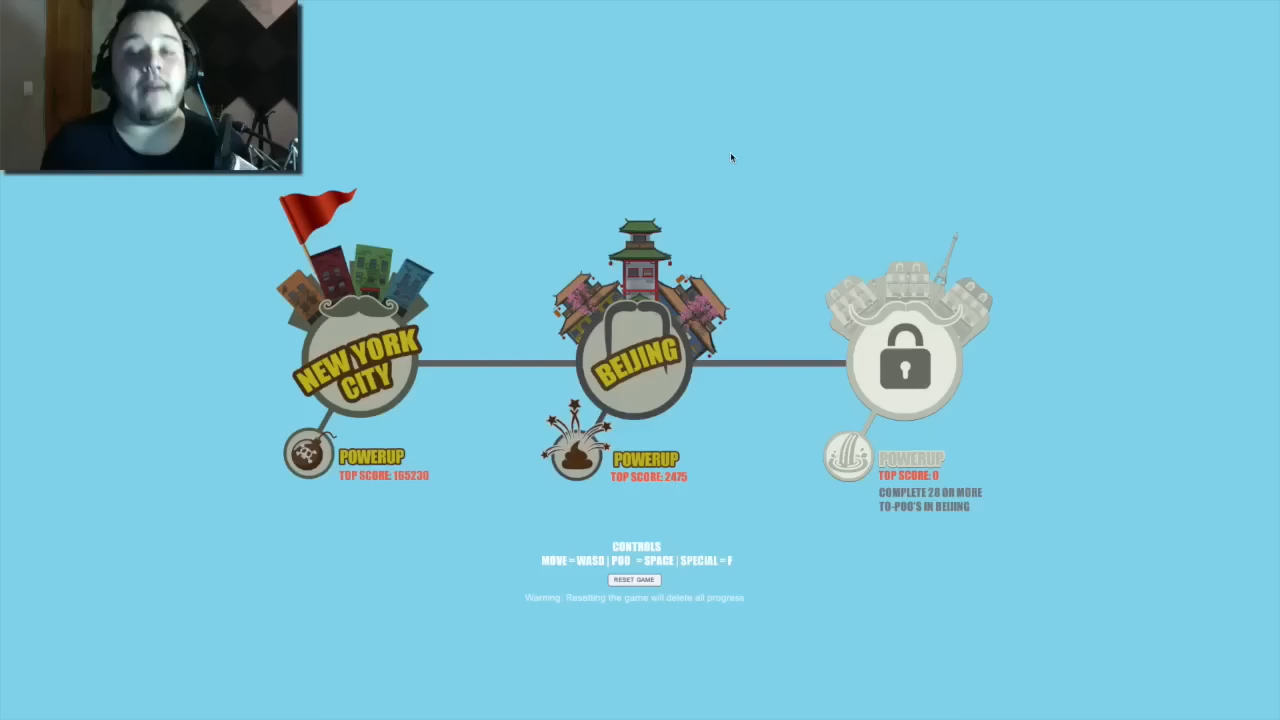 NEW YORK
CITY
POWERUP
TOP SCORE: 165230
BEIJING
POWERUP
TOP SCORE: 2475
POWERUP
TOP SCORE: 0
COMPLETE 28 OR MORE
TO-POO'S IN BEIJING
CONTROLS
MOVE = WASD | POO = SPACE | SPECIAL = F
RESET GAME
Warning: Resetting the game will delete all progress